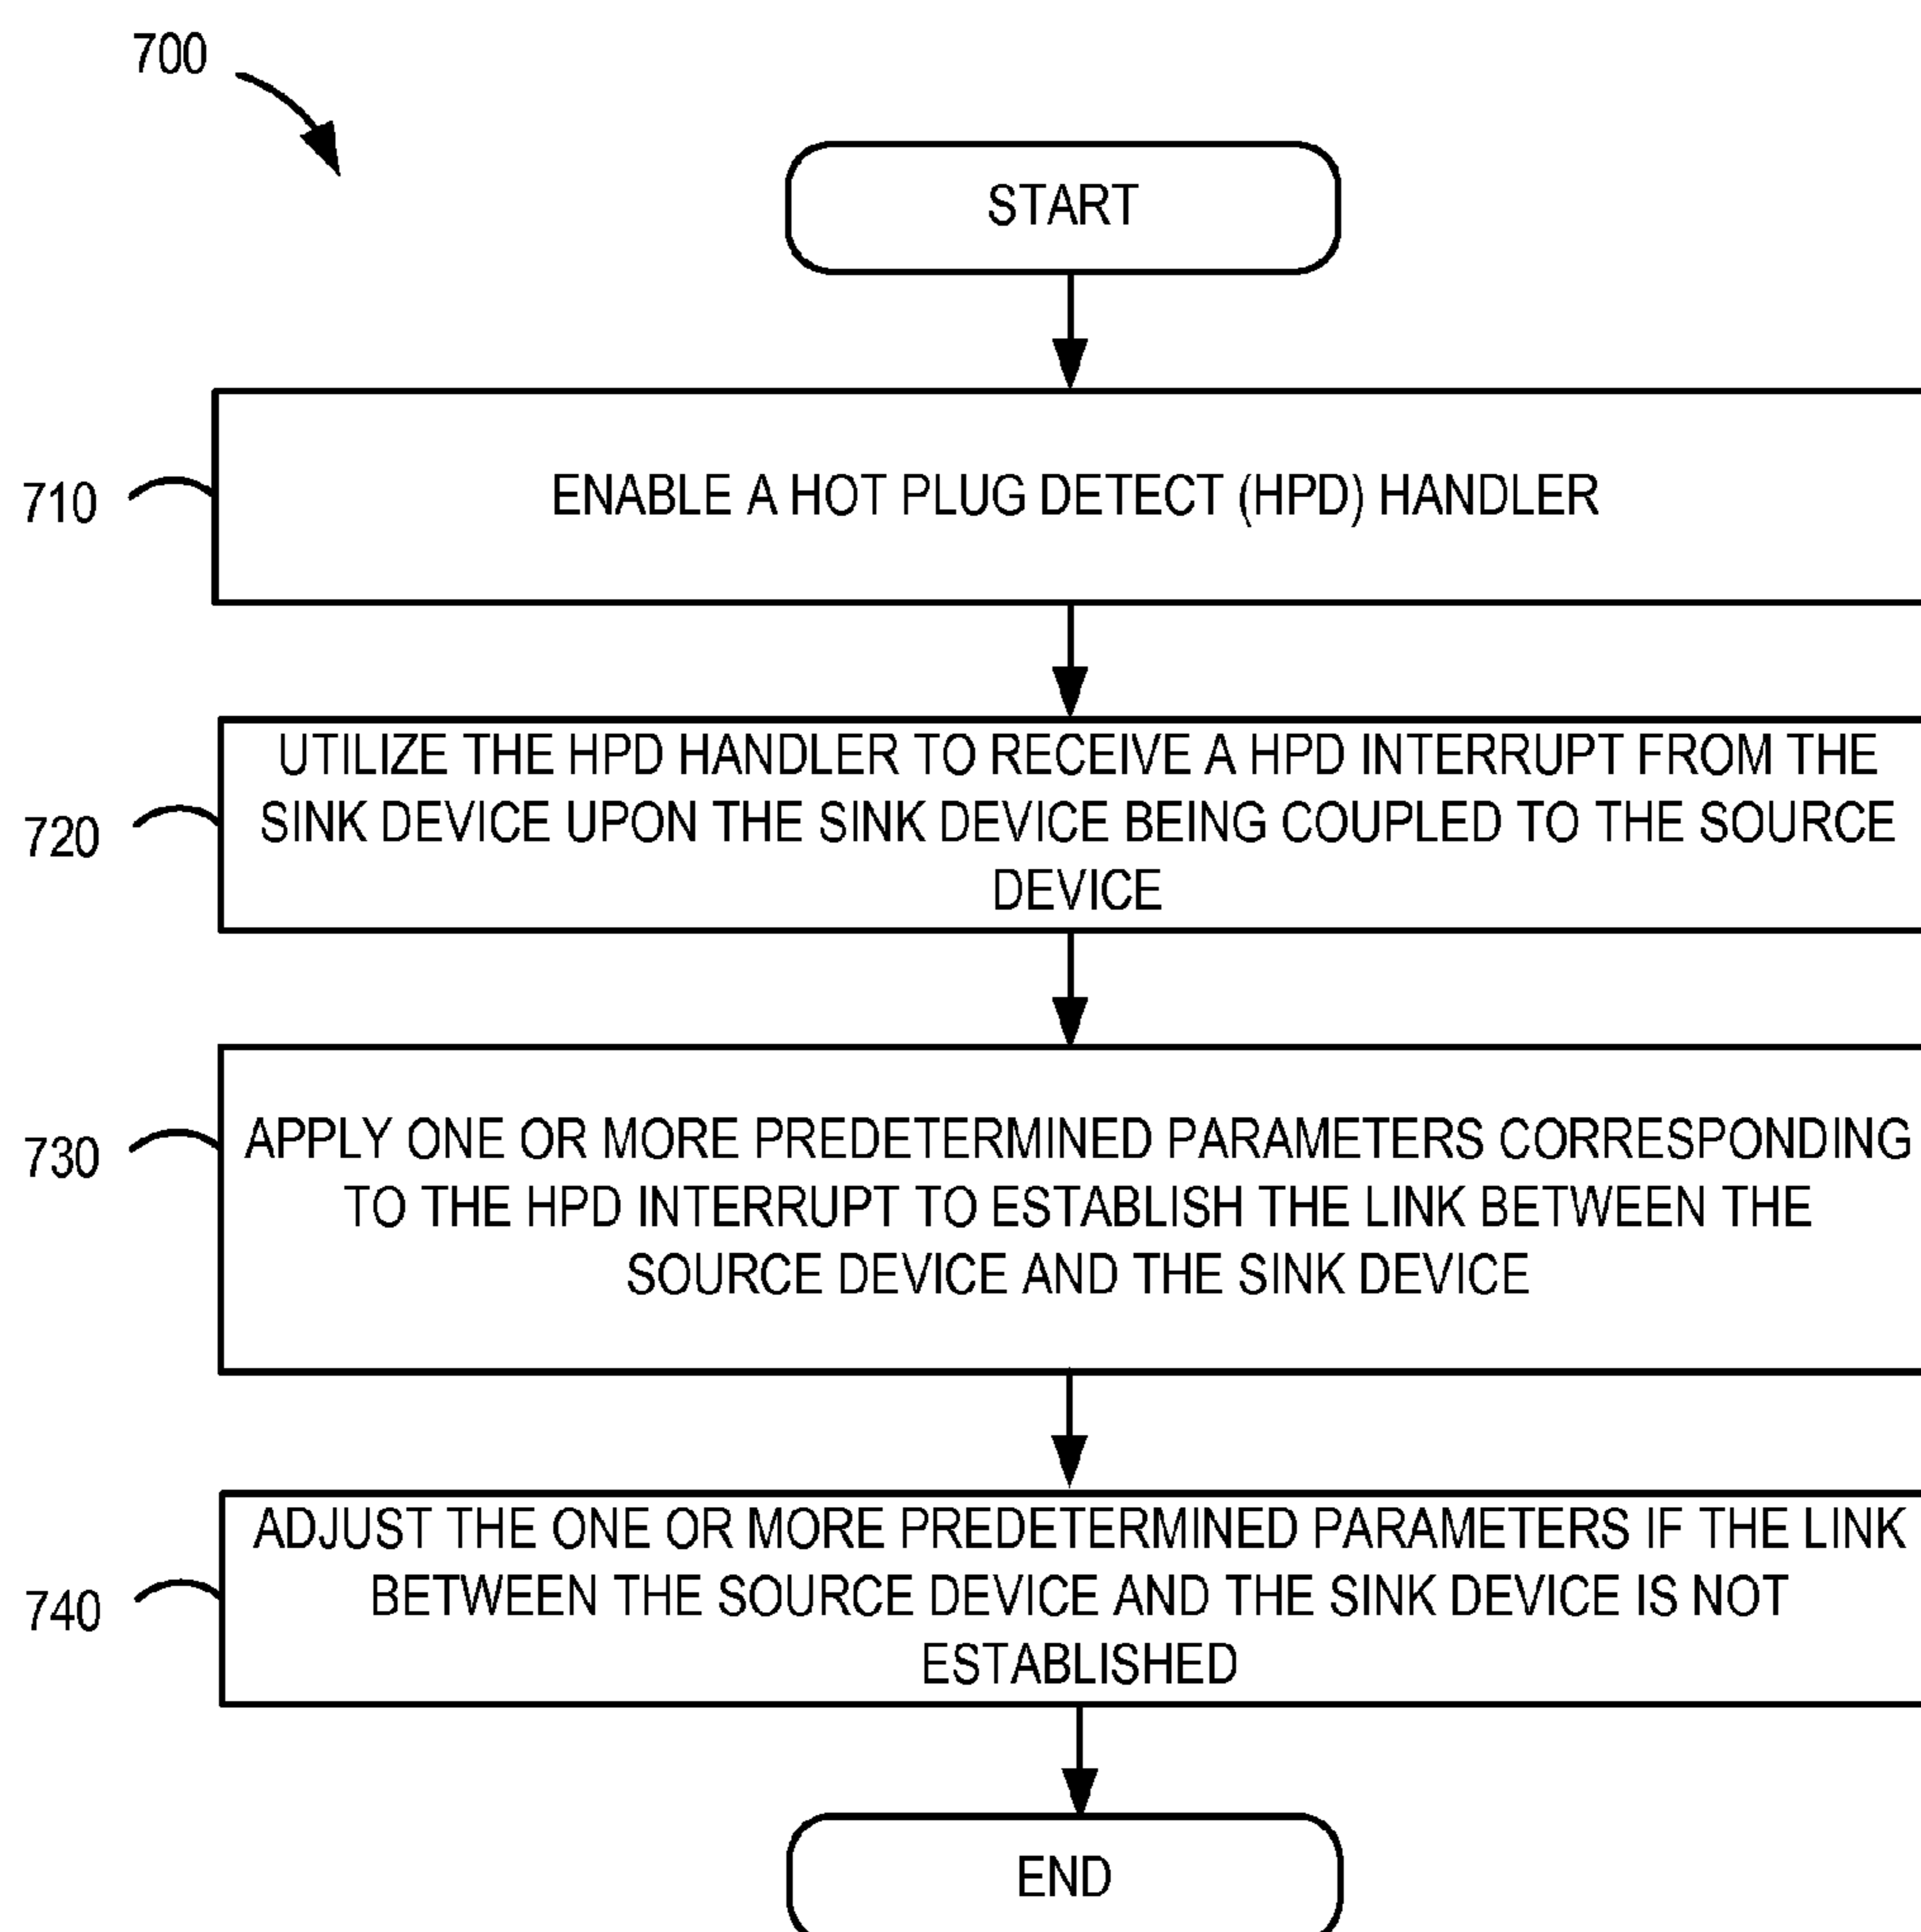 700
START
710
ENABLE A HOT PLUG DETECT (HPD) HANDLER
720
UTILIZE THE HPD HANDLER TO RECEIVE A HPD INTERRUPT FROM THE
SINK DEVICE UPON THE SINK DEVICE BEING COUPLED TO THE SOURCE
DEVICE
730
APPLY ONE OR MORE PREDETERMINED PARAMETERS CORRESPONDING
TO THE HPD INTERRUPT TO ESTABLISH THE LINK BETWEEN THE
SOURCE DEVICE AND THE SINK DEVICE
740
ADJUST THE ONE OR MORE PREDETERMINED PARAMETERS IF THE LINK
BETWEEN THE SOURCE DEVICE AND THE SINK DEVICE IS NOT
ESTABLISHED
END